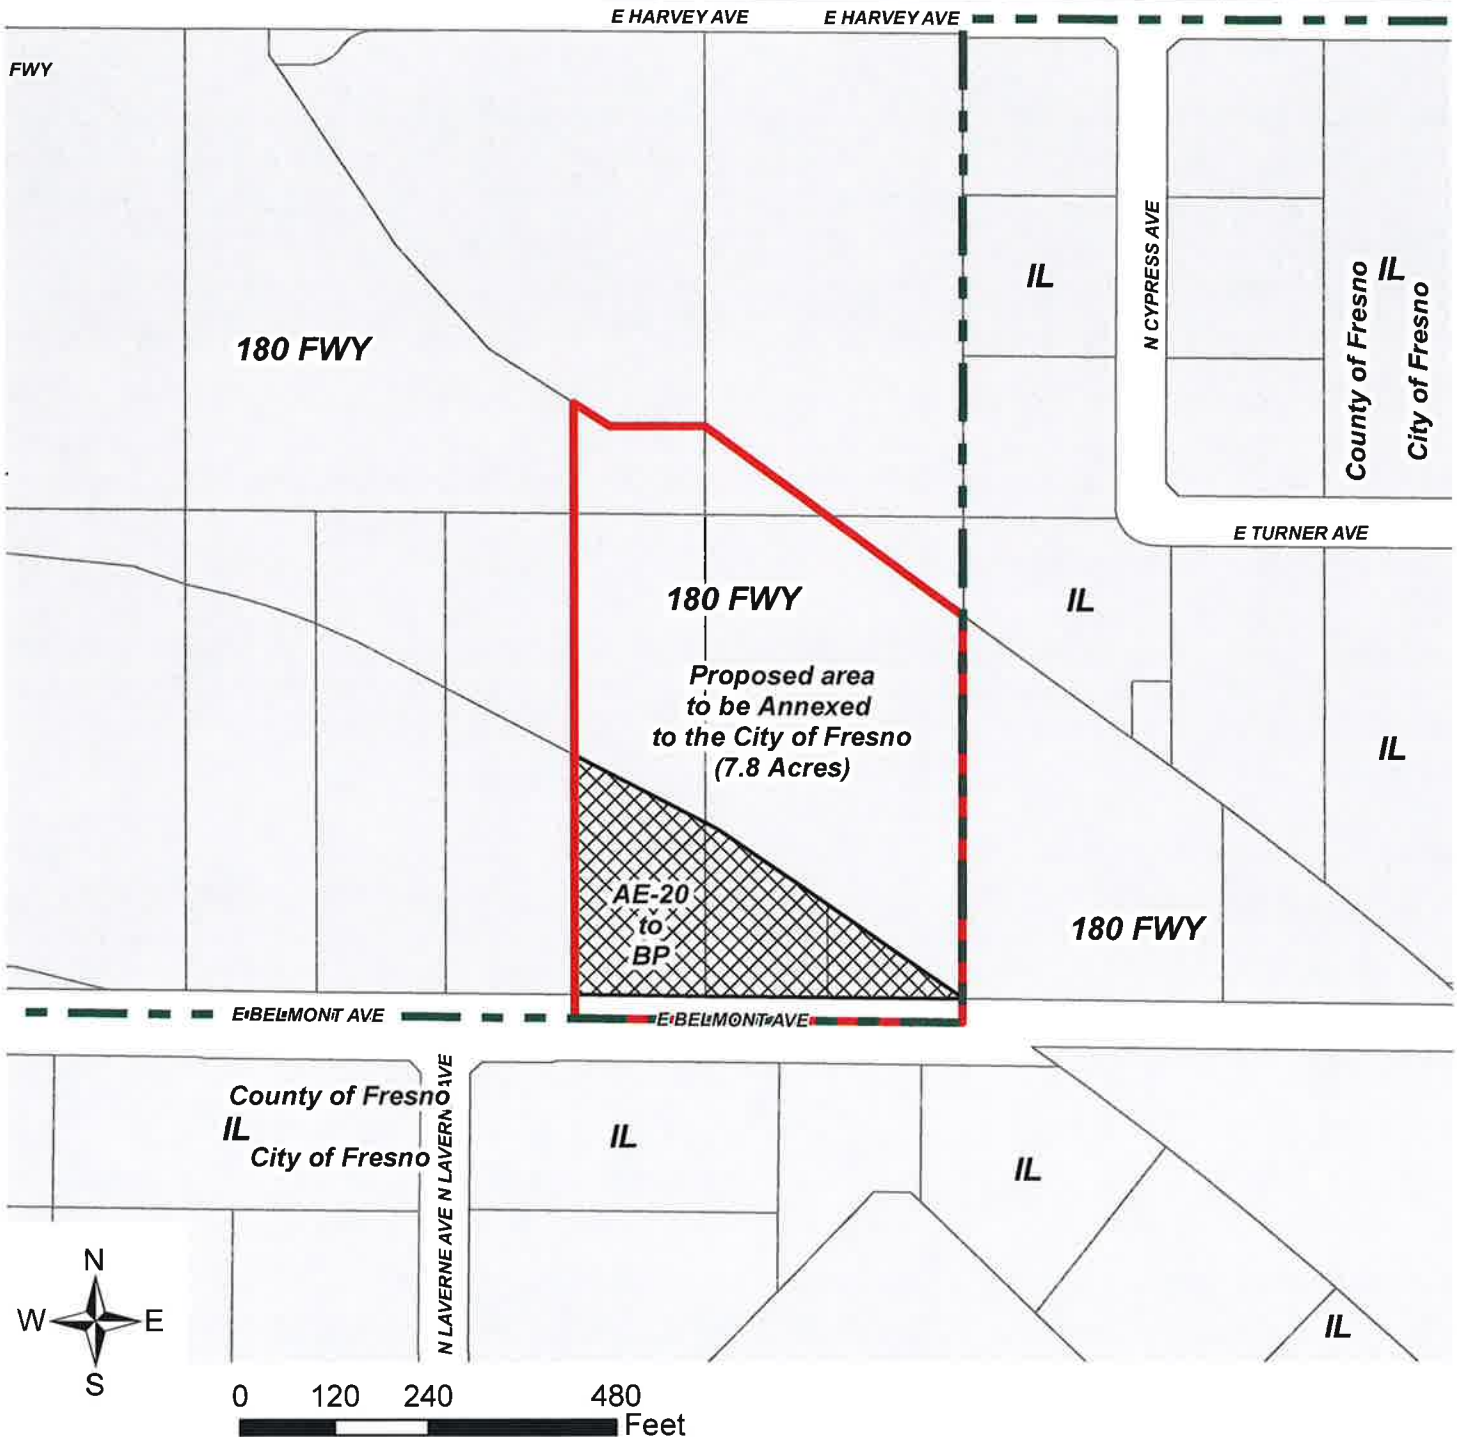 E HARVEY AVE
E HARVEY AVE
FWY
N CYPRESS AVE
IL
IL
County of Fresno
City of Fresno
180 FWY
E TURNER AVE
180 FWY
IL
Proposed area
to be Annexed
to the City of Fresno
(7.8 Acres)
IL
AE-20
to
BP
180 FWY
E BELMONT AVE
E BELMONT AVE
County of Fresno
IL
City of Fresno
N LAVERNE AVE
N LAVERNE AVE
IL
IL
IL
N
W
E
S
0 120 240 480
Feet